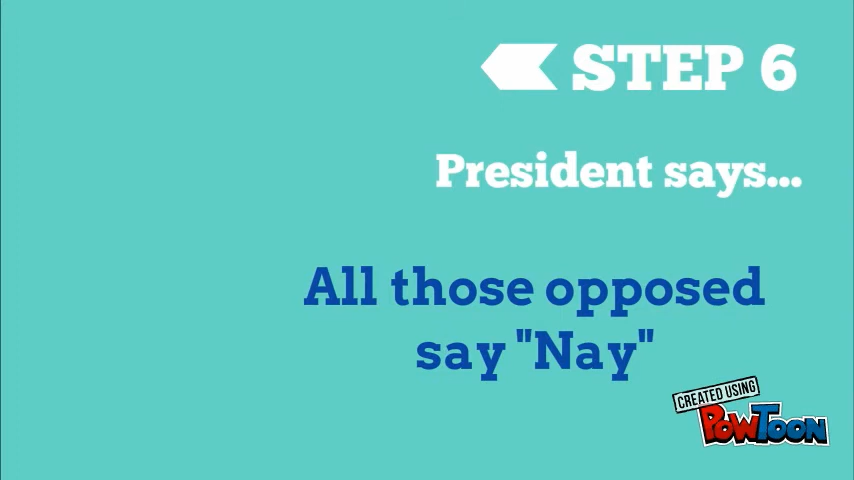 STEP 6
President says...
All those opposed
say "Nay"
CREATED USING
PowToon